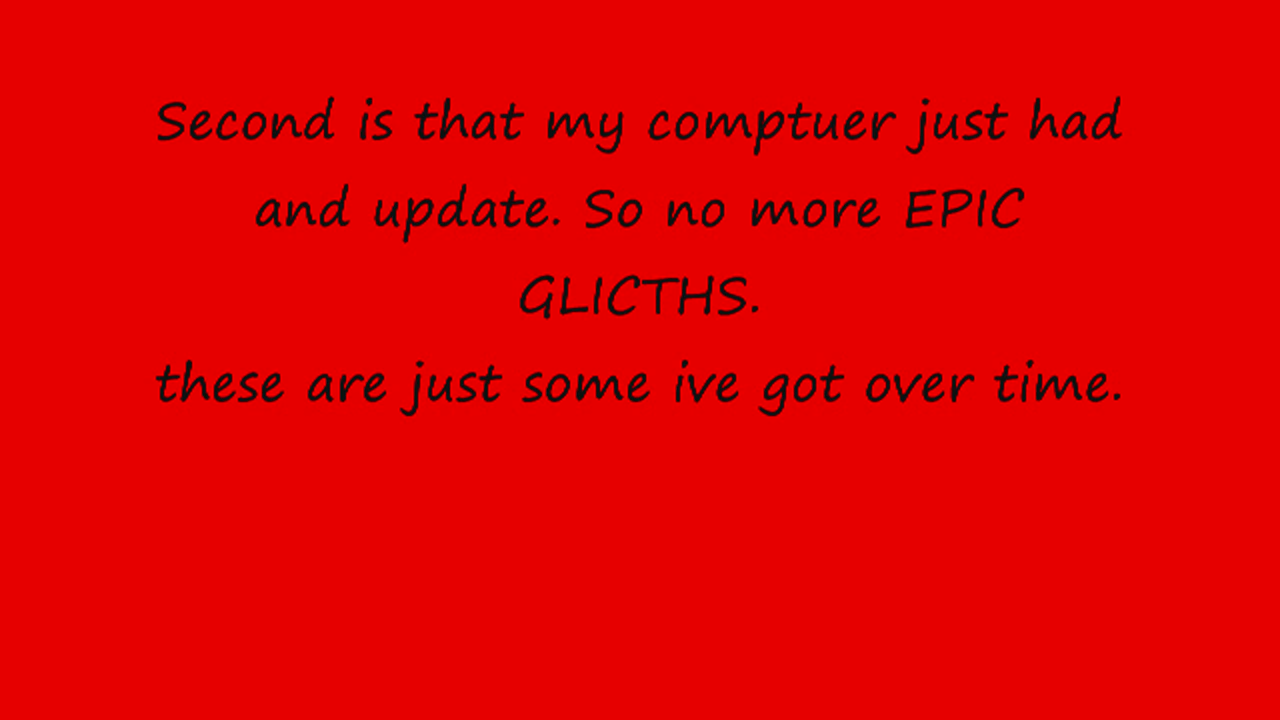 Second is that my comptuer just had
and update. So no more EPIC
GLICTHS.
these are just some ive got over time.